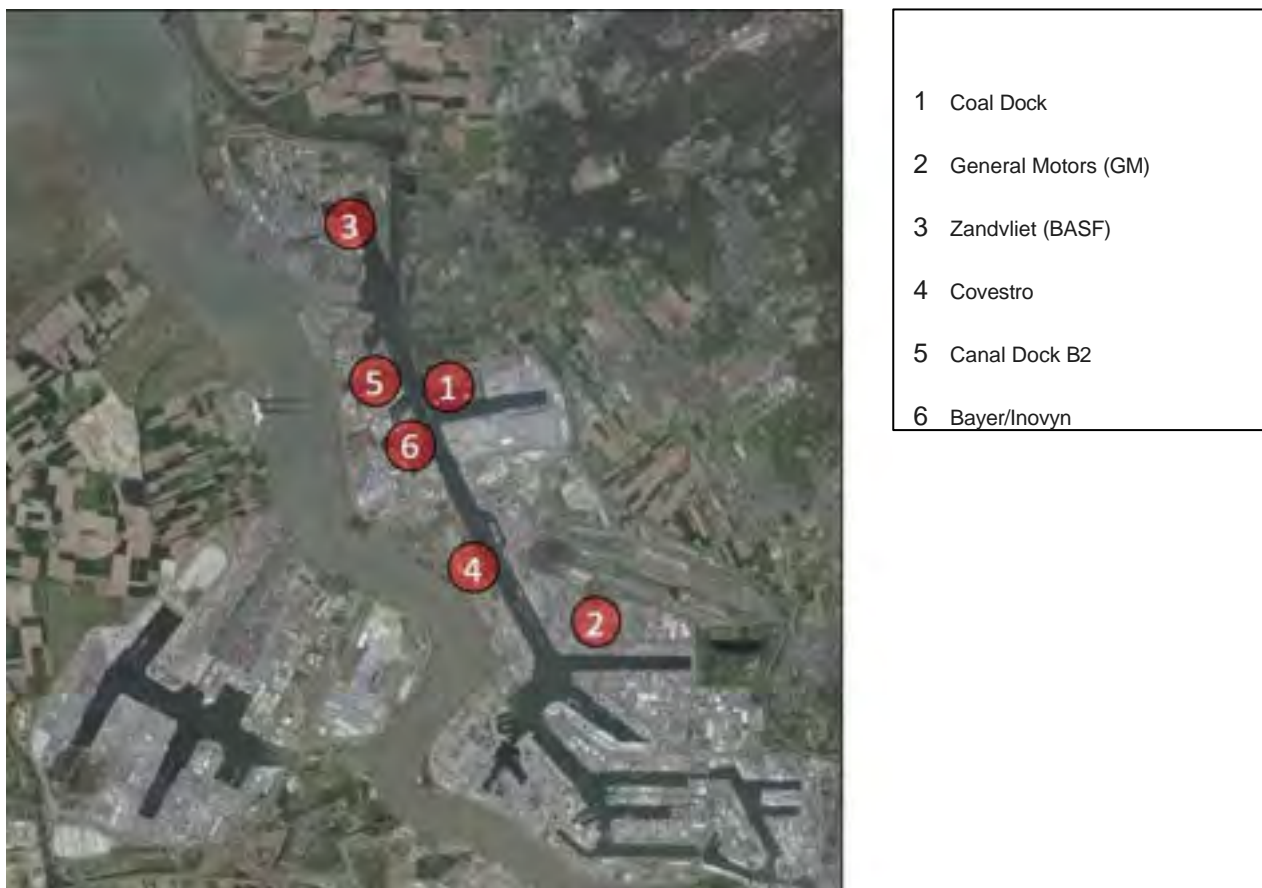 3
5
1
6
4
2
1 Coal Dock
2 General Motors (GM)
3 Zandvliet (BASF)
4 Covestro
5 Canal Dock B2
6 Bayer/Inovyn